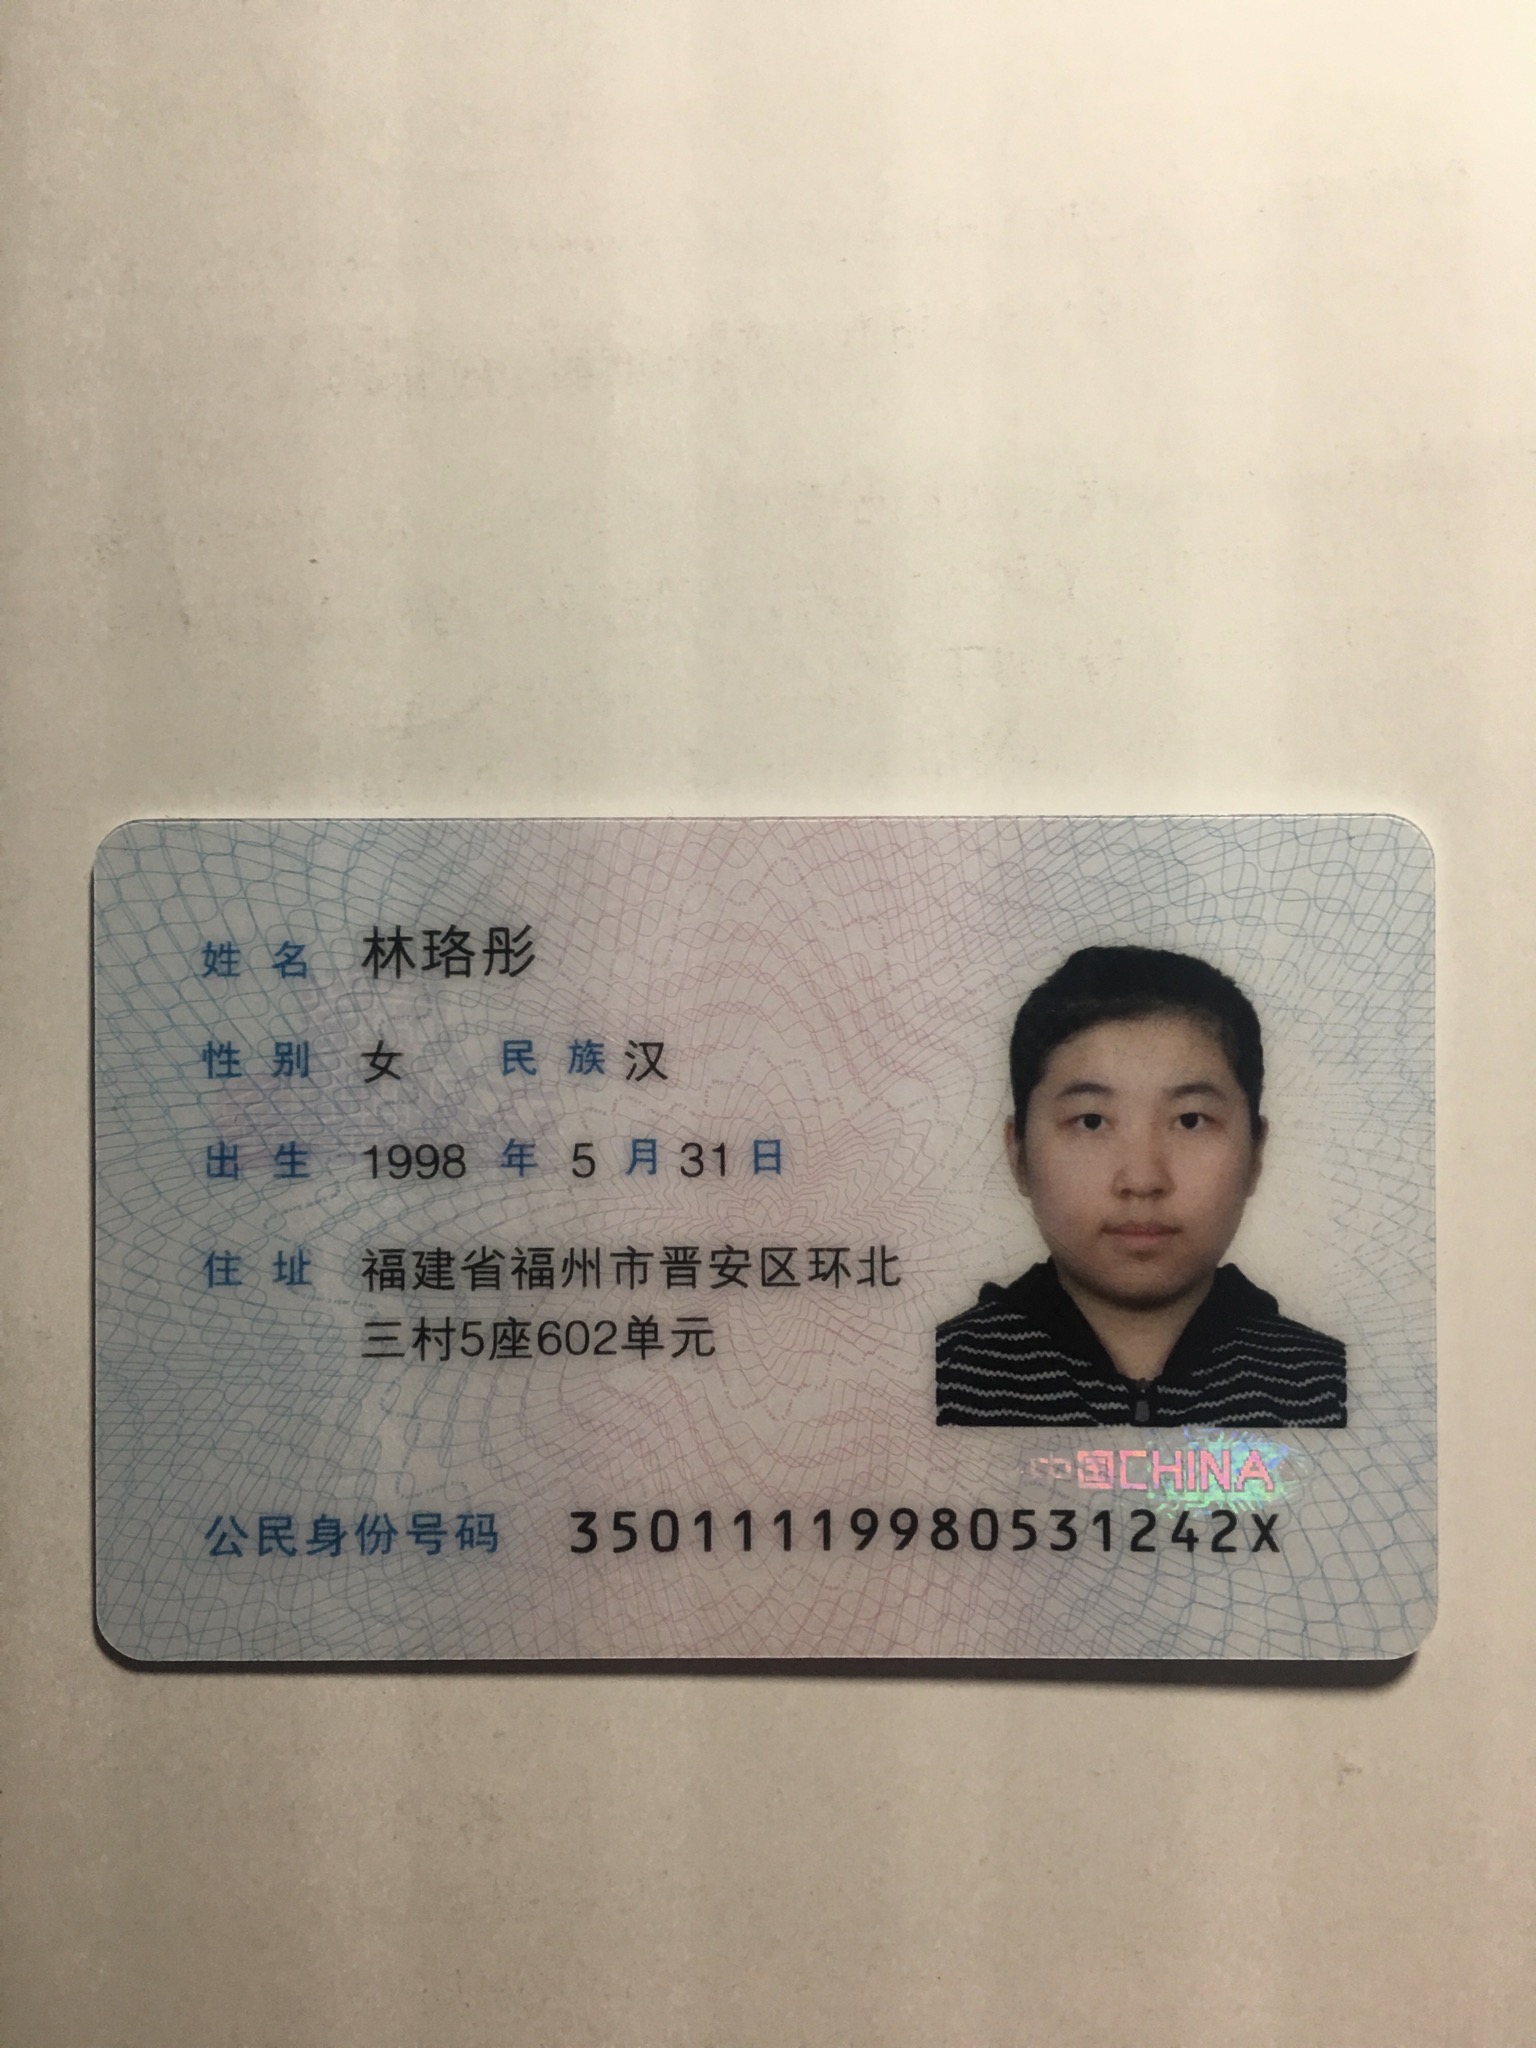 姓名 林珞彤
性别 女 民族 汉
出生 1998 年 5 月 31 日
住址 福建省福州市晋安区环北
三村5座602单元
中国CHINA
公民身份号码 35011119980531242X